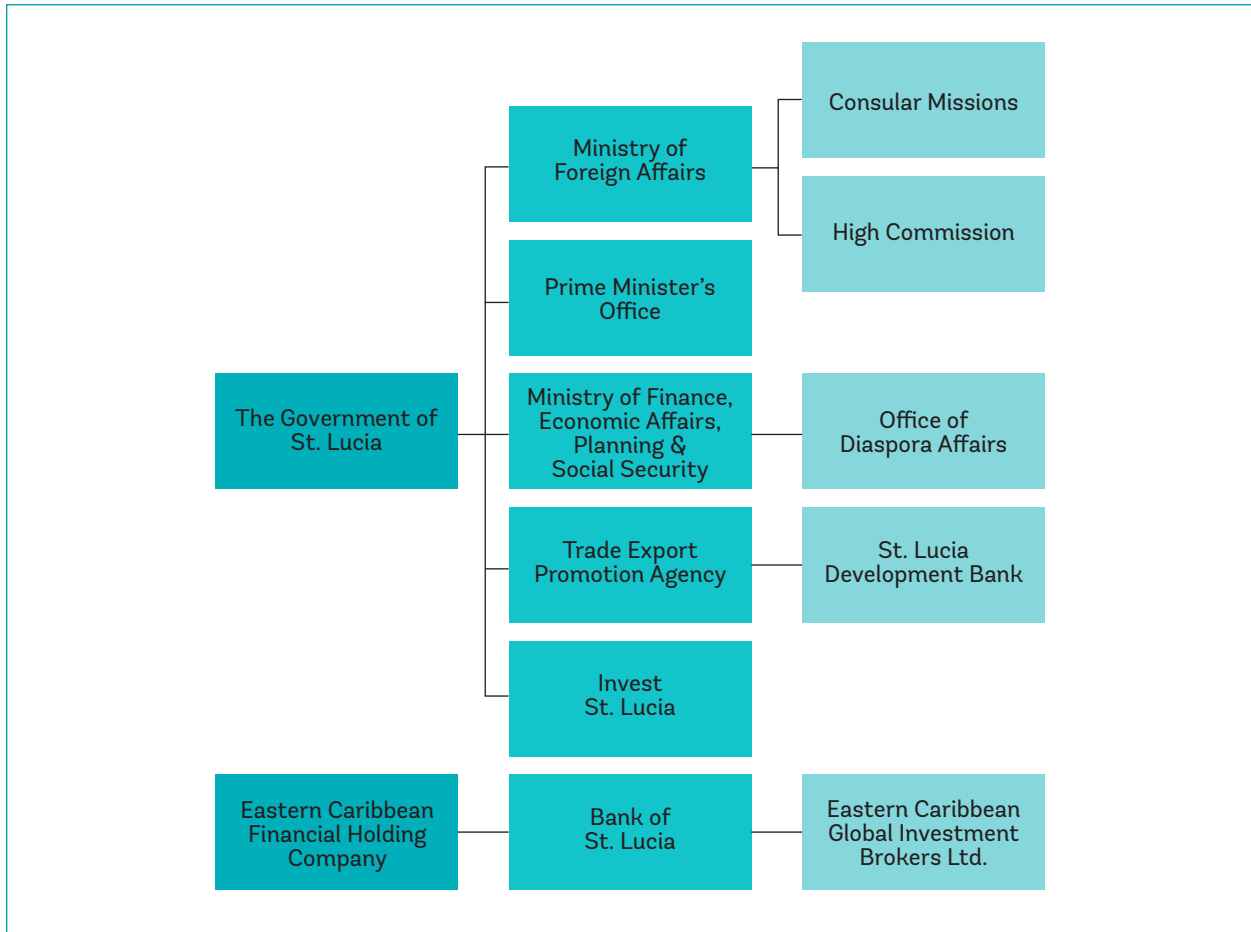 Consular Missions
Ministry of
Foreign Affairs
High Commission
Prime Minister’s
Office
The Government of
St. Lucia
Ministry of Finance,
Economic Affairs,
Planning &
Social Security
Office of
Diaspora Affairs
Trade Export
Promotion Agency
St. Lucia
Development Bank
Invest
St. Lucia
Eastern Caribbean
Financial Holding
Company
Bank of
St. Lucia
Eastern Caribbean
Global Investment
Brokers Ltd.